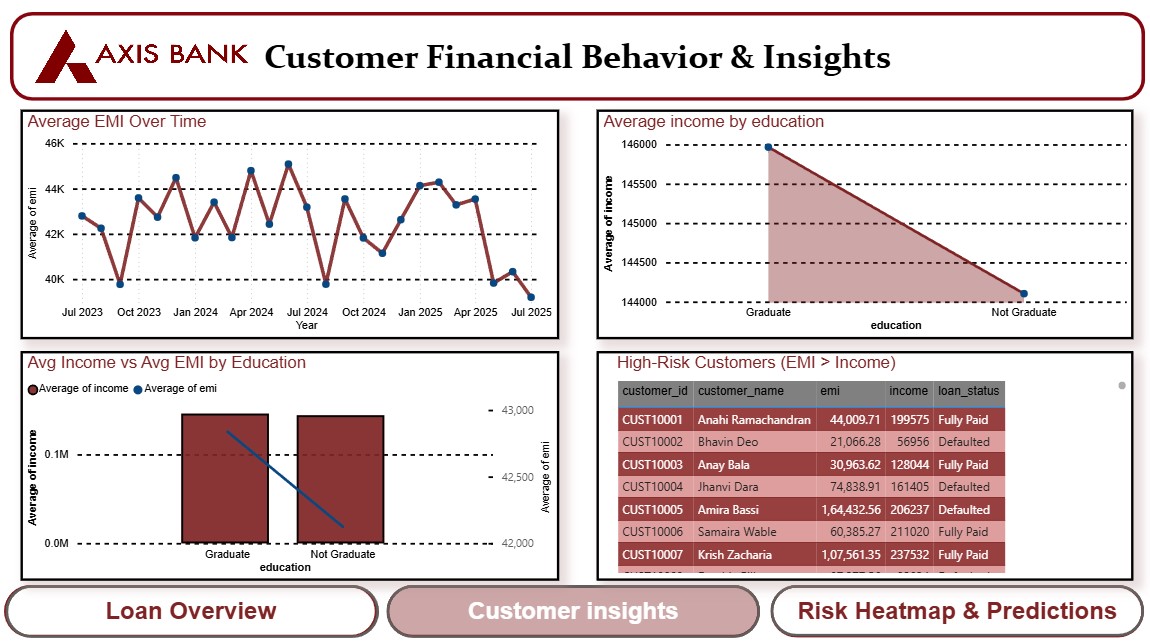 AXIS BANK
Customer Financial Behavior & Insights
Average EMI Over Time
46K
44K
42K
40K
Average of emi
Jul 2023 Oct 2023 Jan 2024 Apr 2024 Jul 2024 Oct 2024 Jan 2025 Apr 2025 Jul 2025
Year
Average income by education
146000
145500
145000
144500
144000
Average of income
Graduate Not Graduate
education
Avg Income vs Avg EMI by Education
Average of income Average of emi
0.1M
0.0M
Average of income
43,000
42,500
42,000
Average of emi
Graduate Not Graduate
education
High-Risk Customers (EMI > Income)
customer_id customer_name emi income loan_status
CUST10001 Anahi Ramachandran 44,009.71 199575 Fully Paid
CUST10002 Bhavin Deo 21,066.28 56956 Defaulted
CUST10003 Anay Bala 30,963.62 128044 Fully Paid
CUST10004 Jhanvi Dara 74,838.91 161405 Defaulted
CUST10005 Amira Bassi 1,64,432.56 206237 Defaulted
CUST10006 Samaira Wable 60,385.27 211020 Fully Paid
CUST10007 Krish Zacharia 1,07,561.35 237532 Fully Paid
Loan Overview
Customer insights
Risk Heatmap & Predictions